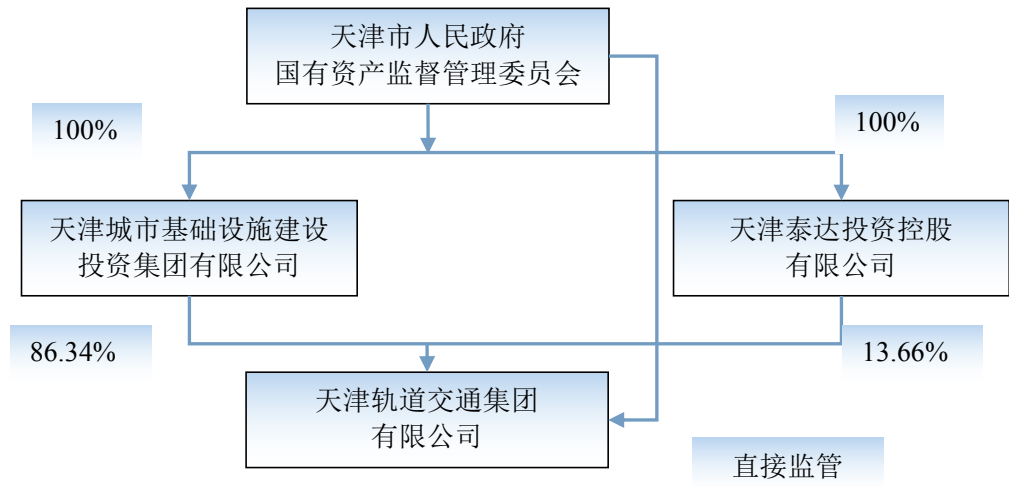 天津市人民政府
国有资产监督管理委员会
100%
100%
天津城市基础设施建设
投资集团有限公司
天津泰达投资控股
有限公司
86.34%
13.66%
天津轨道交通集团
有限公司
直接监管